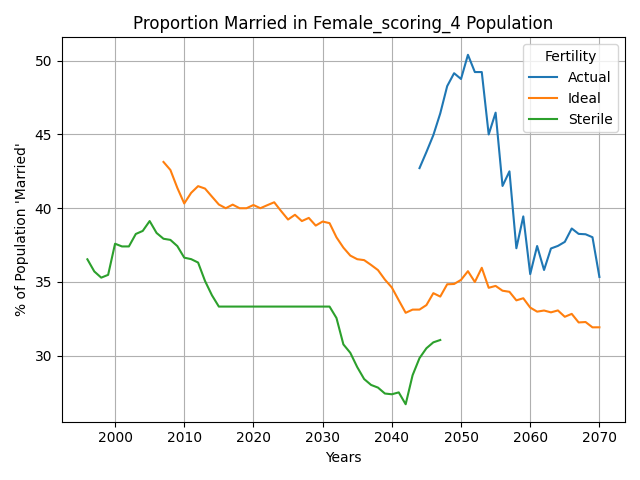 Proportion Married in Female_scoring_4 Population
% of Population 'Married'
50
45
40
35
30
Fertility
Actual
Ideal
Sterile
2000 2010 2020 2030 2040 2050 2060 2070
Years